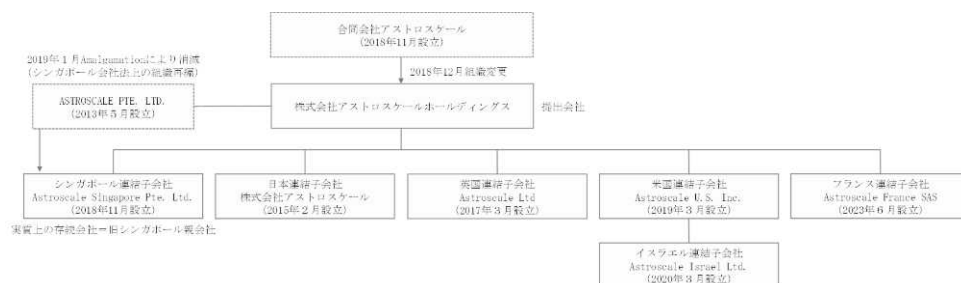 合同会社アストロスケール
(2018年11月設立)
2019年1月Amalgamationにより消滅
(シンガポール会社法上の組織再編)
2018年12月組織変更
ASTROSCALE PTE. LTD.
(2013年5月設立)
株式会社アストロスケールホールディングス
提出会社
シンガポール連結子会社
Astroscale Singapore Pte. Ltd.
(2018年11月設立)
日本連結子会社
株式会社アストロスケール
(2015年2月設立)
英国連結子会社
Astroscale Ltd
(2017年3月設立)
米国連結子会社
Astroscale U.S. Inc.
(2019年3月設立)
フランス連結子会社
Astroscale France SAS
(2023年6月設立)
実質上の存続会社＝旧シンガポール親会社
イスラエル連結子会社
Astroscale Israel Ltd.
(2020年3月設立)